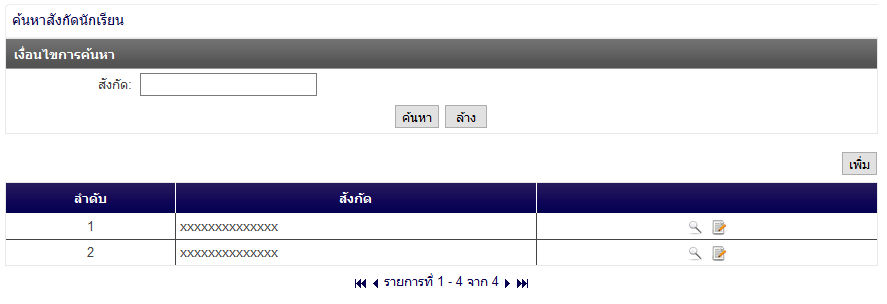 ค้นหาสังกัดนักเรียน
เงื่อนไขการค้นหา
สังกัด:
ค้นหา ล้าง
เพิ่ม
ลำดับ สังกัด
1 xxxxxxxxxxxxxx
2 xxxxxxxxxxxxxx
รายการที่ 1 - 4 จาก 4